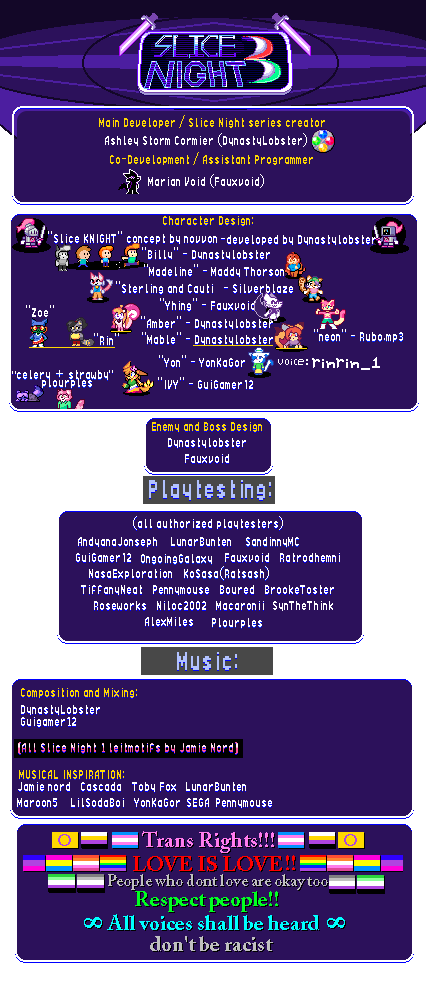 SLICE NIGHT 3
Main Developer / Slice Night series creator
Ashley Storm Cormier (DynastyLobster)
Co-Development / Assistant Programmer
Marian Void (Fauxvoid)
Character Design:
"Slice KNIGHT" concept by novvon -developed by Dynastylobster
"Billy" - Dynastylobster
"Madeline" - Maddy Thorson
"Sterling and Cauti - Silverblaze
"Yhing" - Fauxvoid
"Zoe"
"Amber" - Dynastylobster
"Rin"
"Mable" - Dynastylobster
"neon" - Rubo.mp3
"Yon" - YonKaGor
voice: rinrin_1
"celery + strawby"
plourples
"IVY" - GuiGamer12
Enemy and Boss Design
Dynastylobster
Fauxvoid
Playtesting:
(all authorized playtesters)
AndyanaJonseph LunarBunten SandinnyMC
GuiGamer12 OngoingGalaxy Fauxvoid Ratrodhemni
NasaExploration KoSasa(Ratsash)
TiffanyNeat Pennymouse Boured BrookeToster
Roseworks Niloc2002 Macaronii SynTheThink
AlexMiles Plourples
Music:
Composition and Mixing:
DynastyLobster
Guigamer12
(All Slice Night 1 leitmotifs by Jamie Nord)
MUSICAL INSPIRATION:
Jamie nord Cascada Toby Fox LunarBunten
Maroon5 LilSodaBoi YonKaGor SEGA Pennymouse
Trans Rights!!!
LOVE IS LOVE!!
People who dont love are okay too
Respect people!!
∞ All voices shall be heard ∞
don't be racist